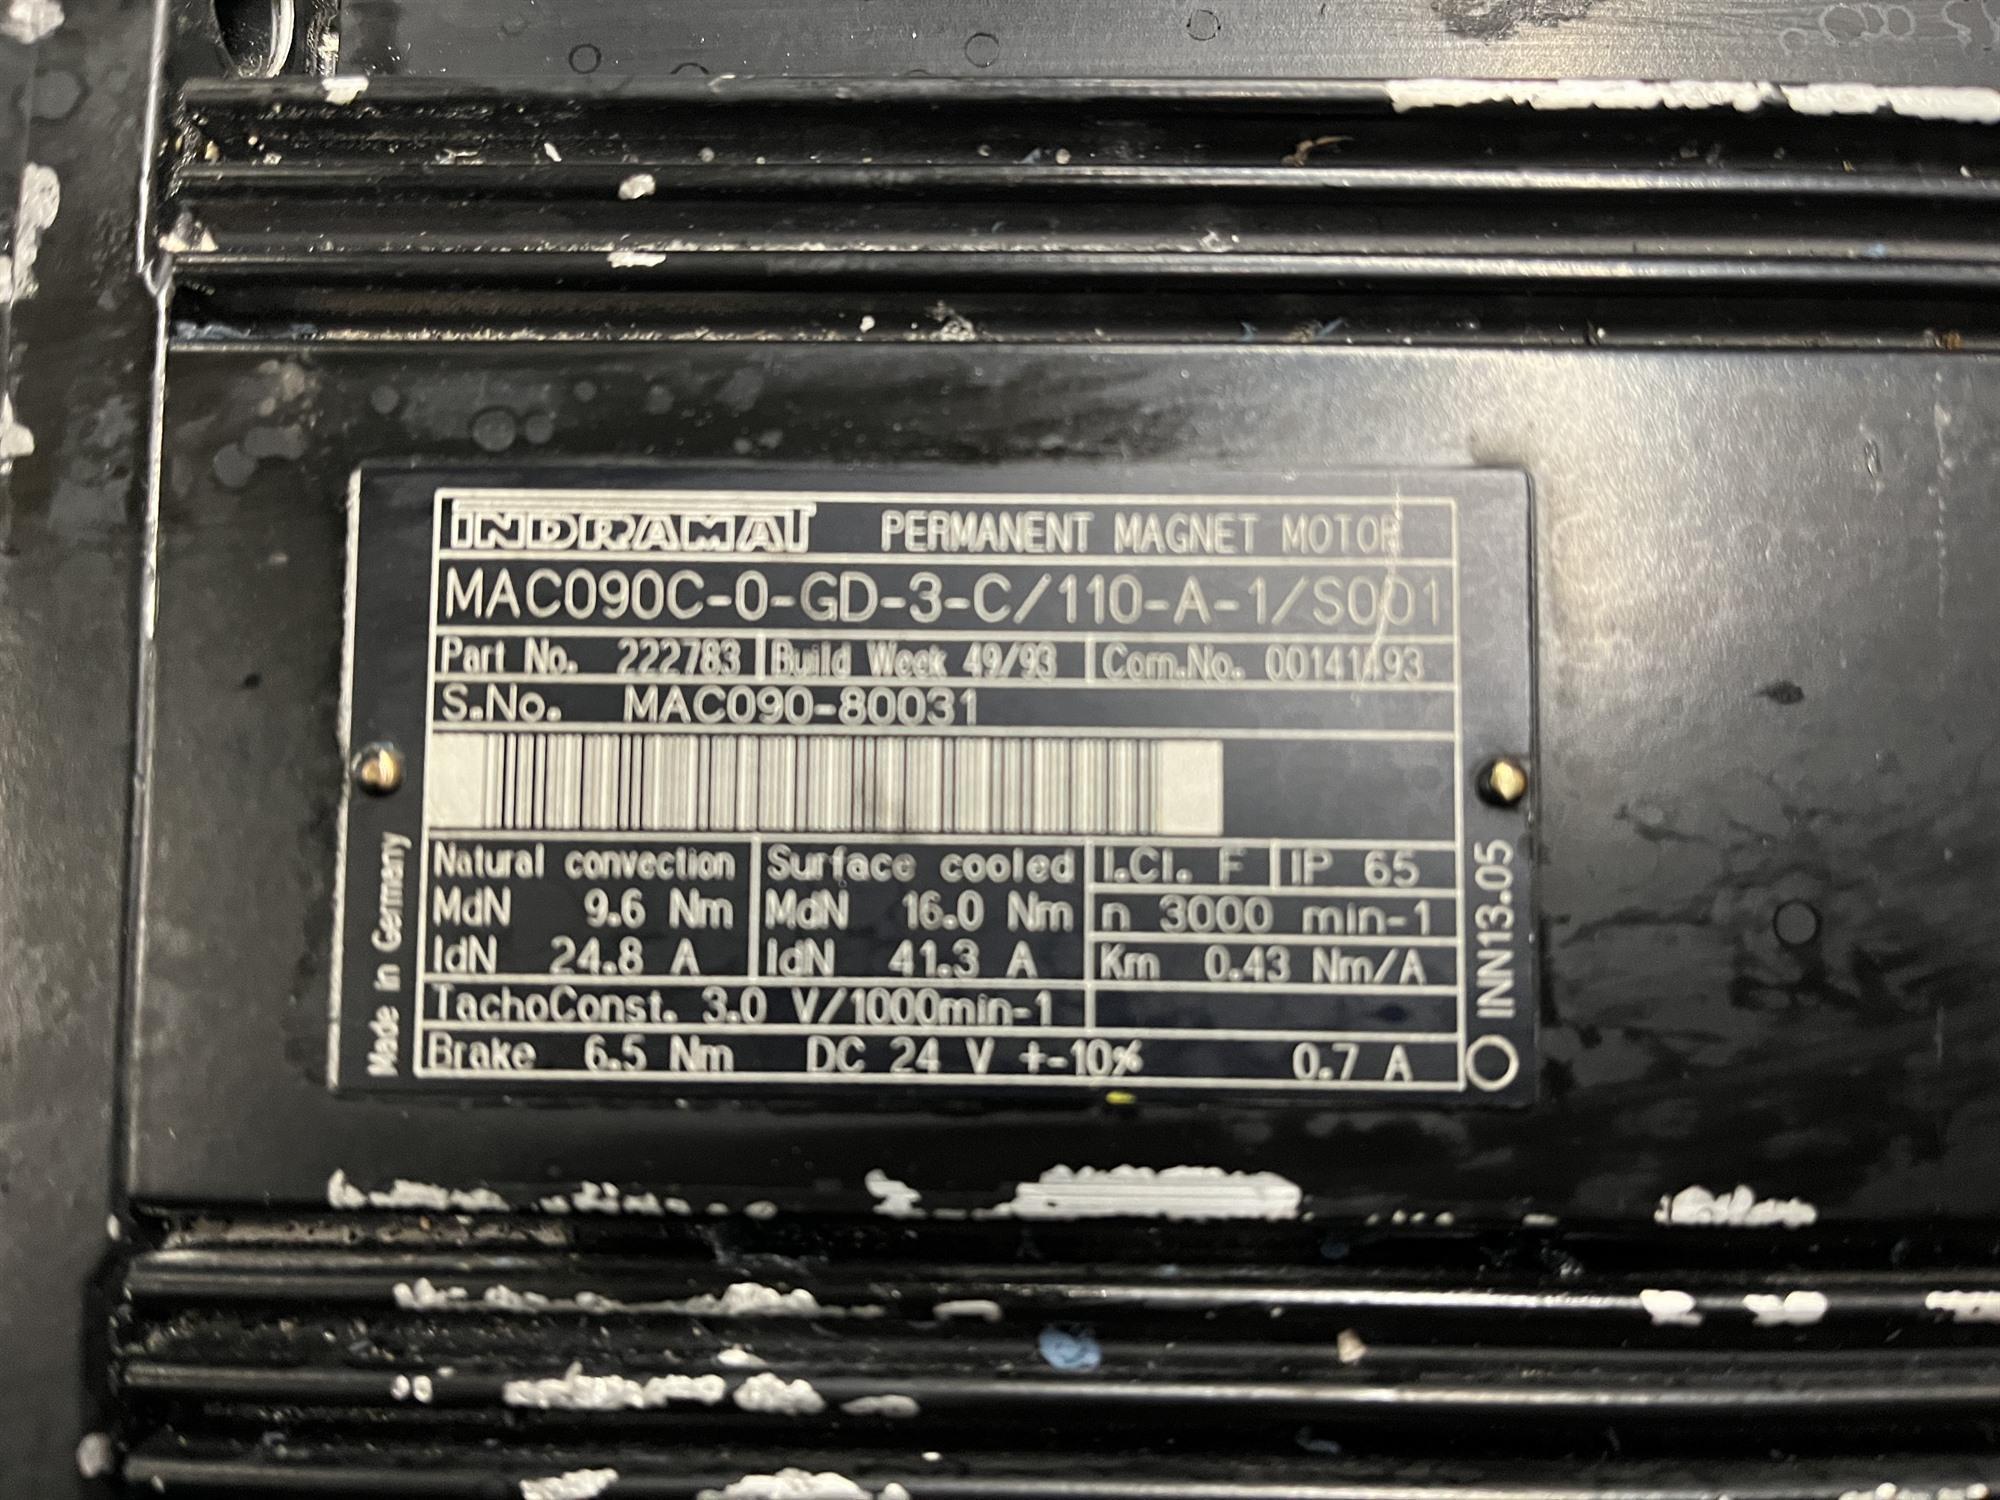 INDRAMAT PERMANENT MAGNET MOTOR
MAC090C-0-GD-3-C/110-A-1/S001
Part No. 222783 Build Week 49/93 Com.No. 00141493
S.No. MAC090-80031
Natural convection Surface cooled I.Cl. F IP 65
MdN 9.6 Nm MdN 16.0 Nm n 3000 min-1
IdN 24.8 A IdN 41.3 A Km 0.43 Nm/A
TachoConst. 3.0 V/1000min-1
Brake 6.5 Nm DC 24 V +-10% 0.7 A
Made in Germany
INN13.05